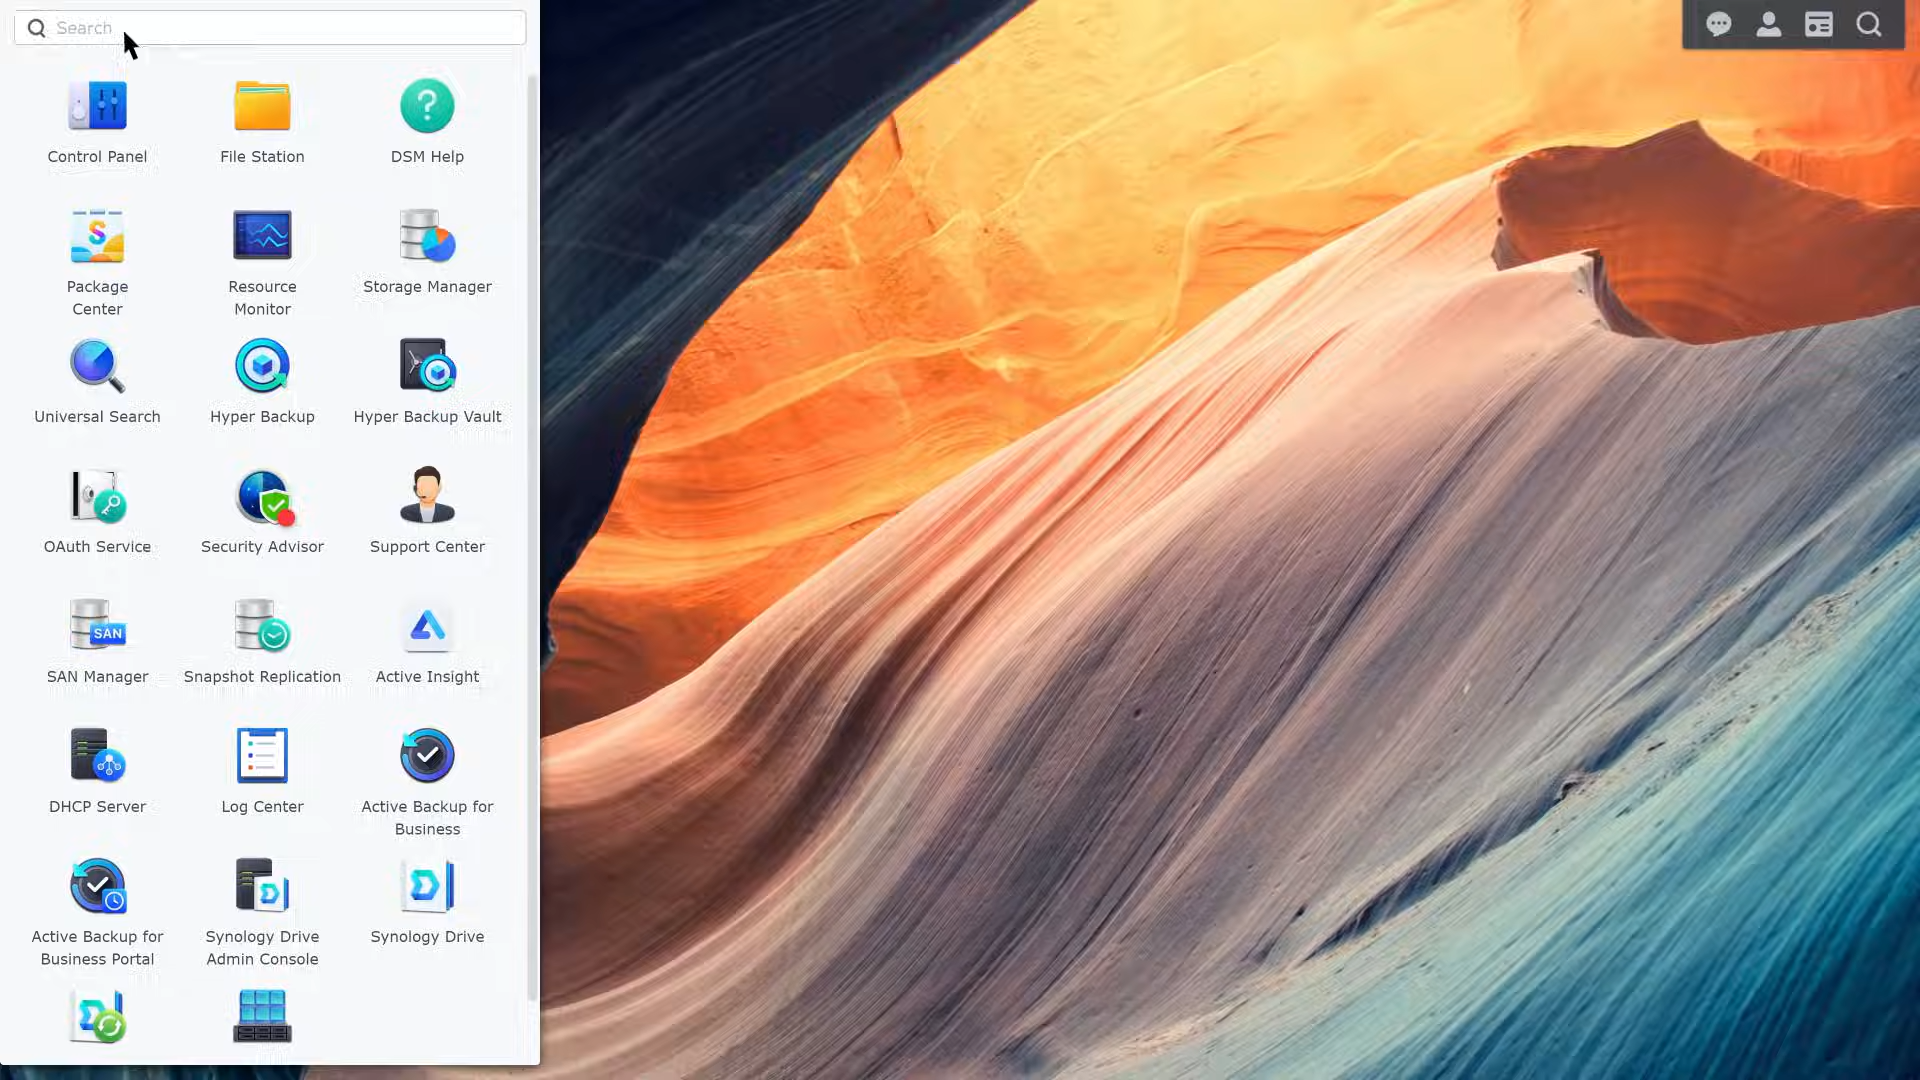 Search
Control Panel
File Station
DSM Help
Package
Center
Resource
Monitor
Storage Manager
Universal Search
Hyper Backup
Hyper Backup Vault
OAuth Service
Security Advisor
Support Center
SAN
SAN Manager
Snapshot Replication
Active Insight
DHCP Server
Log Center
Active Backup for
Business
Active Backup for
Business Portal
Synology Drive
Admin Console
Synology Drive